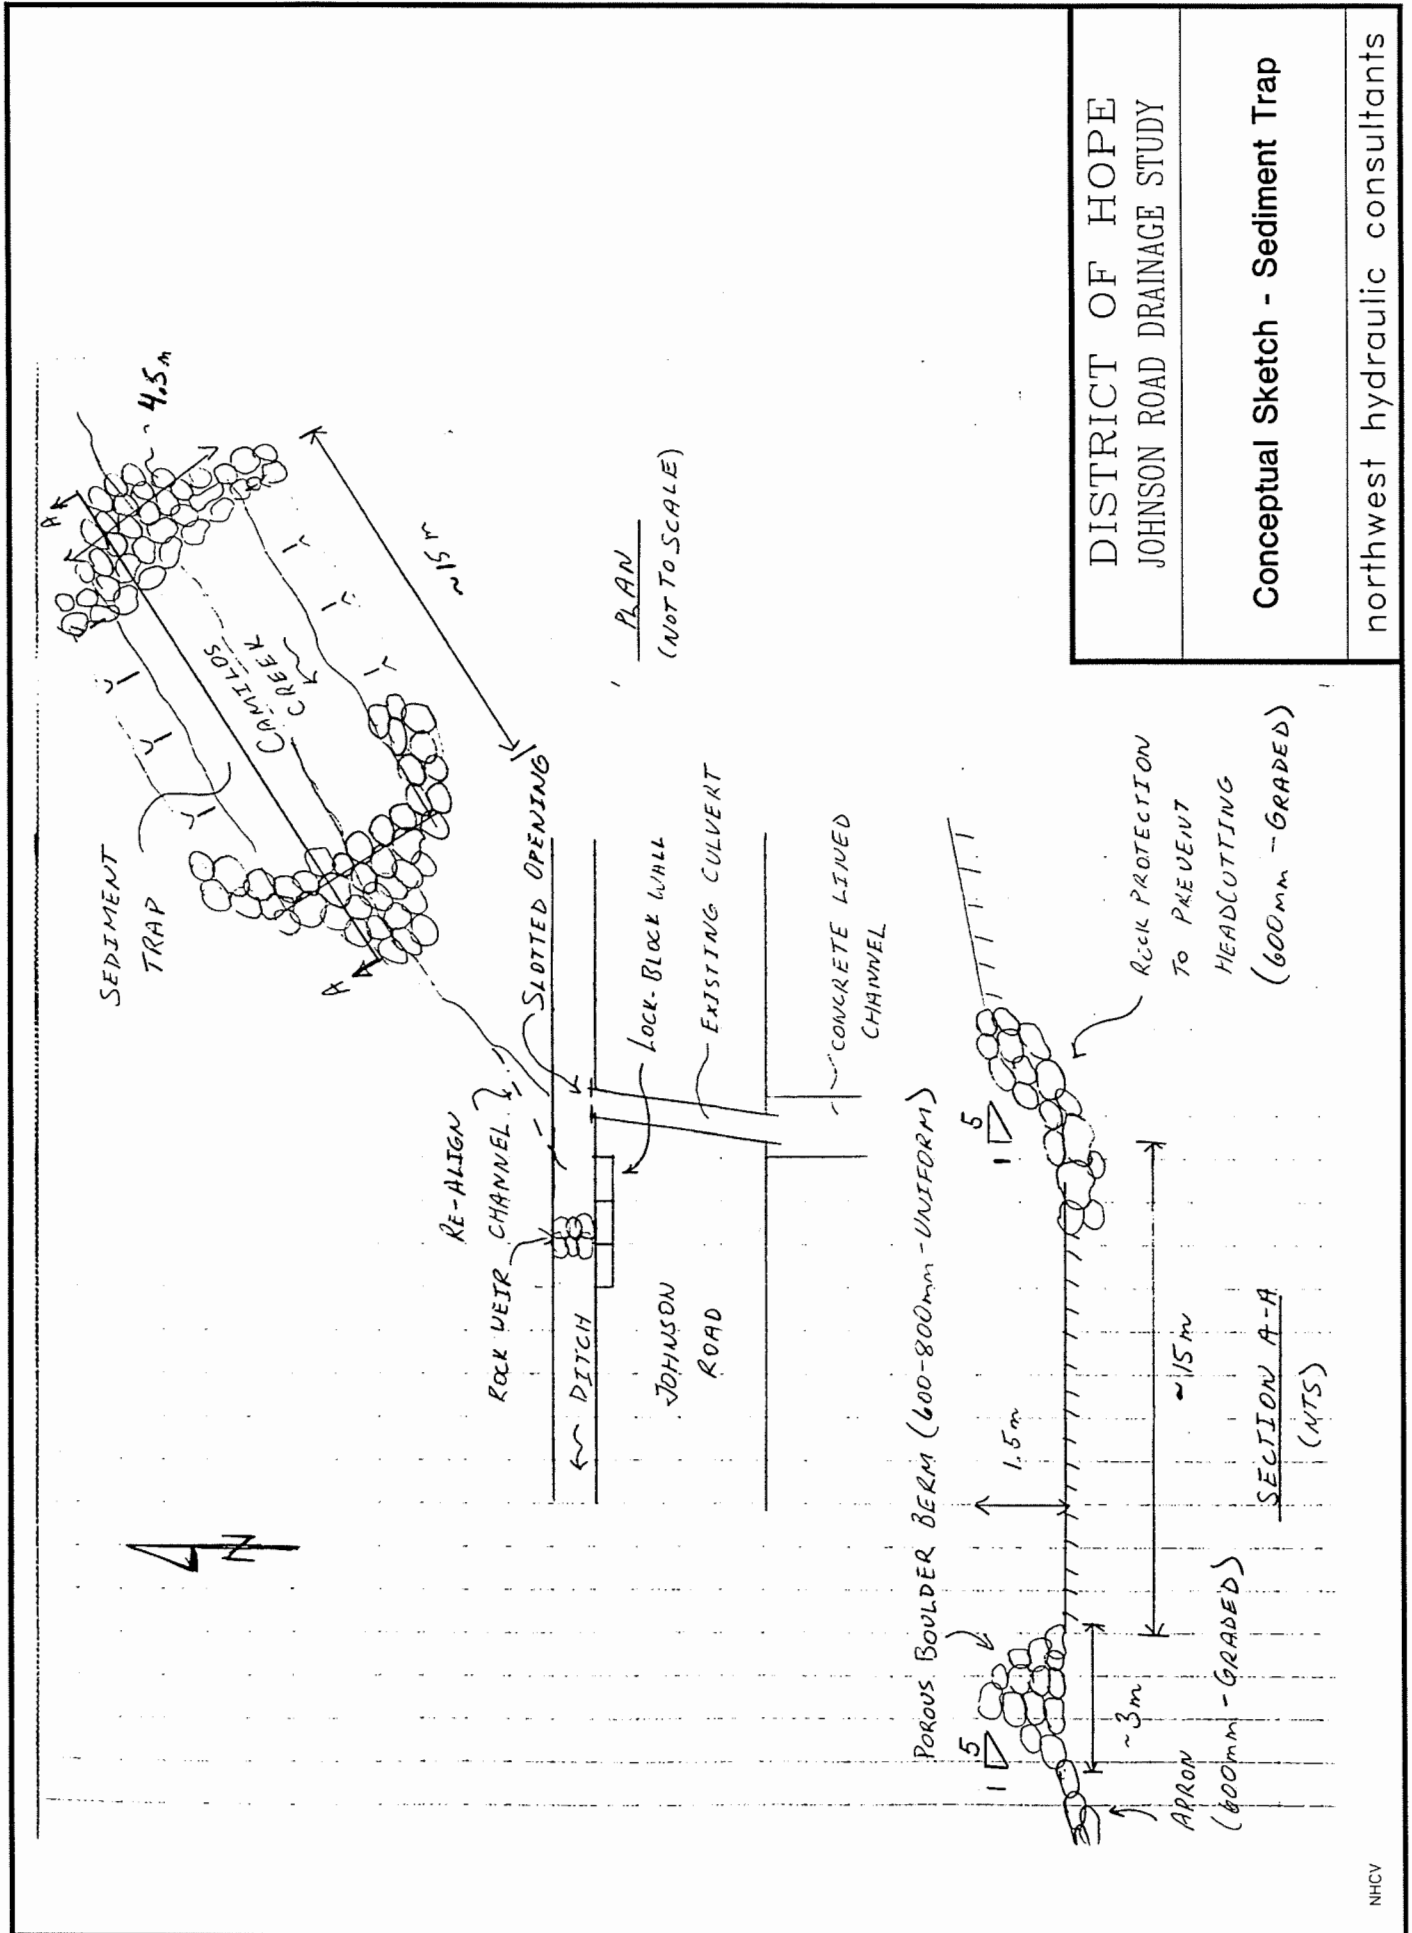 SEDIMENT
TRAP
A
~4.5m
CAMILOS
CREEK
A
~15m
RE-ALIGN
CHANNEL
SLOTTED OPENING
ROCK WEIR
← DITCH
LOCK-BLOCK WALL
JOHNSON
ROAD
EXISTING CULVERT
CONCRETE LINED
CHANNEL
PLAN
(NOT TO SCALE)
N
POROUS BOULDER BERM (600-800mm-UNIFORM)
1
5
1.5m
1
5
~3m
~15m
APRON
(600mm-GRADED)
SECTION A-A
(NTS)
ROCK PROTECTION
TO PREVENT
HEADCUTTING
(600mm-GRADED)
DISTRICT OF HOPE
JOHNSON ROAD DRAINAGE STUDY
Conceptual Sketch - Sediment Trap
northwest hydraulic consultants
NHCV